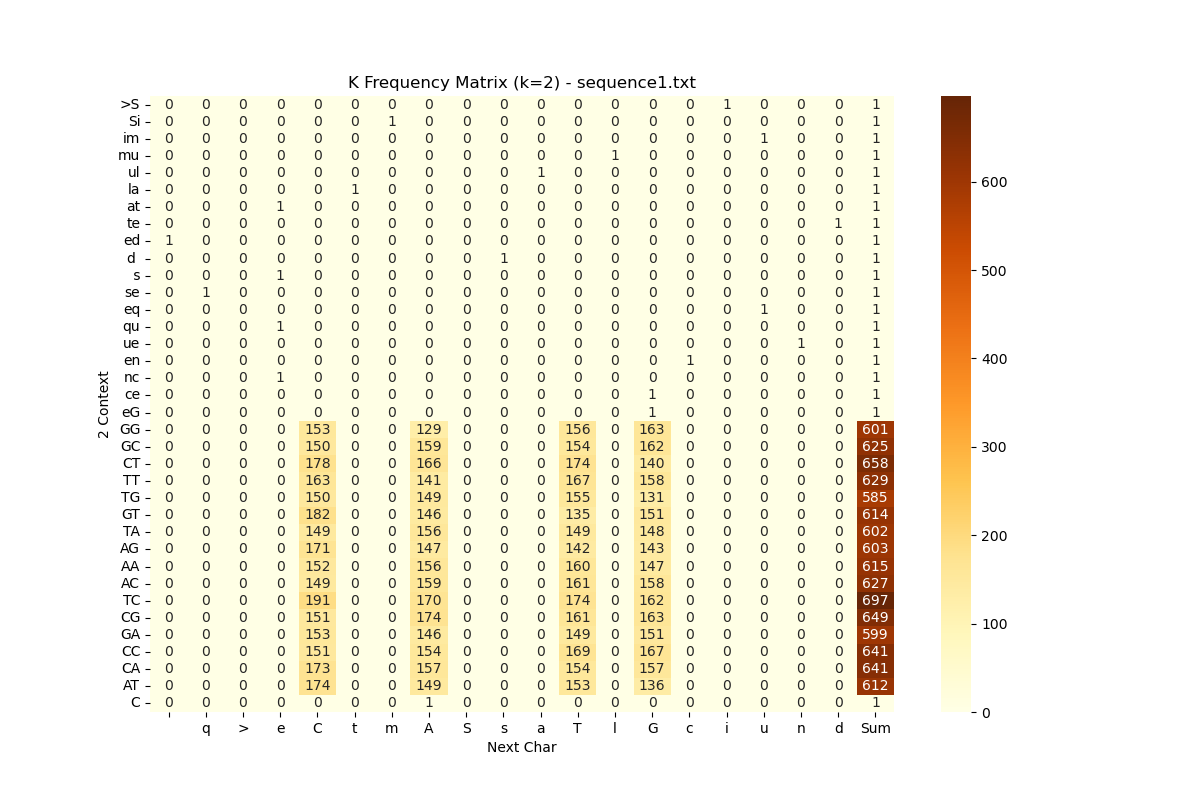 K Frequency Matrix (k=2) - sequence1.txt
>S 0 0 0 0 0 0 0 0 0 0 0 0 0 0 0 1 0 0 0 1
Si 0 0 0 0 0 0 1 0 0 0 0 0 0 0 0 0 0 0 0 1
im 0 0 0 0 0 0 0 0 0 0 0 0 0 0 0 0 1 0 0 1
mu 0 0 0 0 0 0 0 0 0 0 0 0 1 0 0 0 0 0 0 1
ul 0 0 0 0 0 0 0 0 0 0 1 0 0 0 0 0 0 0 0 1
la 0 0 0 0 0 1 0 0 0 0 0 0 0 0 0 0 0 0 0 1
at 0 0 0 1 0 0 0 0 0 0 0 0 0 0 0 0 0 0 0 1
te 0 0 0 0 0 0 0 0 0 0 0 0 0 0 0 0 0 0 1 1
ed 1 0 0 0 0 0 0 0 0 0 0 0 0 0 0 0 0 0 0 1
d 0 0 0 0 0 0 0 0 0 1 0 0 0 0 0 0 0 0 0 1
s 0 0 0 1 0 0 0 0 0 0 0 0 0 0 0 0 0 0 0 1
se 0 1 0 0 0 0 0 0 0 0 0 0 0 0 0 0 0 0 0 1
eq 0 0 0 0 0 0 0 0 0 0 0 0 0 0 0 0 1 0 0 1
qu 0 0 0 1 0 0 0 0 0 0 0 0 0 0 0 0 0 0 0 1
ue 0 0 0 0 0 0 0 0 0 0 0 0 0 0 0 0 0 1 0 1
en 0 0 0 0 0 0 0 0 0 0 0 0 0 0 1 0 0 0 0 1
nc 0 0 0 1 0 0 0 0 0 0 0 0 0 0 0 0 0 0 0 1
ce 0 0 0 0 0 0 0 0 0 0 0 0 0 1 0 0 0 0 0 1
eG 0 0 0 0 0 0 0 0 0 0 0 0 0 1 0 0 0 0 0 1
GG 0 0 0 0 153 0 0 129 0 0 0 156 0 163 0 0 0 0 0 601
GC 0 0 0 0 150 0 0 159 0 0 0 154 0 162 0 0 0 0 0 625
CT 0 0 0 0 178 0 0 166 0 0 0 174 0 140 0 0 0 0 0 658
TT 0 0 0 0 163 0 0 141 0 0 0 167 0 158 0 0 0 0 0 629
TG 0 0 0 0 150 0 0 149 0 0 0 155 0 131 0 0 0 0 0 585
GT 0 0 0 0 182 0 0 146 0 0 0 135 0 151 0 0 0 0 0 614
TA 0 0 0 0 149 0 0 156 0 0 0 149 0 148 0 0 0 0 0 602
AG 0 0 0 0 171 0 0 147 0 0 0 142 0 143 0 0 0 0 0 603
AA 0 0 0 0 152 0 0 156 0 0 0 160 0 147 0 0 0 0 0 615
AC 0 0 0 0 149 0 0 159 0 0 0 161 0 158 0 0 0 0 0 627
TC 0 0 0 0 191 0 0 170 0 0 0 174 0 162 0 0 0 0 0 697
CG 0 0 0 0 151 0 0 174 0 0 0 161 0 163 0 0 0 0 0 649
GA 0 0 0 0 153 0 0 146 0 0 0 149 0 151 0 0 0 0 0 599
CC 0 0 0 0 151 0 0 154 0 0 0 169 0 167 0 0 0 0 0 641
CA 0 0 0 0 173 0 0 157 0 0 0 154 0 157 0 0 0 0 0 641
AT 0 0 0 0 174 0 0 149 0 0 0 153 0 136 0 0 0 0 0 612
C 0 0 0 0 0 0 0 1 0 0 0 0 0 0 0 0 0 0 0 1
q > e C t m A S s a T l G c i u n d Sum
Next Char
2 Context
600
500
400
300
200
100
0